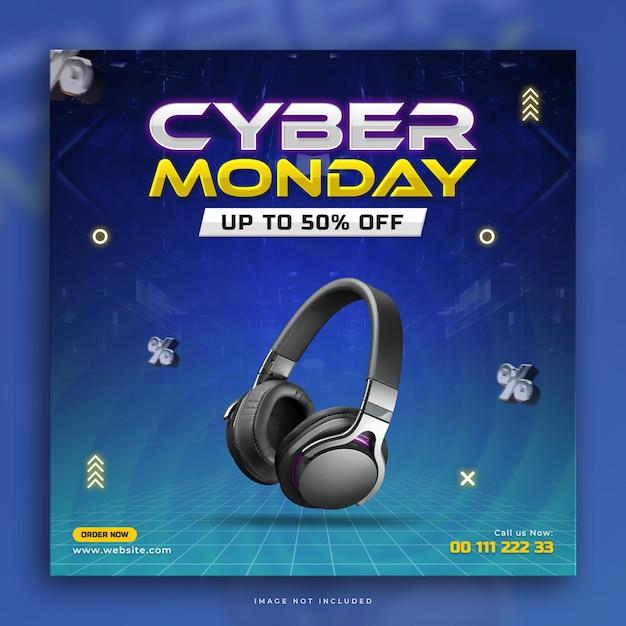 CYBER
MONDAY
UP TO 50% OFF
%
%
%
ORDER NOW
www.website.com
Call us Now:
00 111 222 33
IMAGE NOT INCLUDED